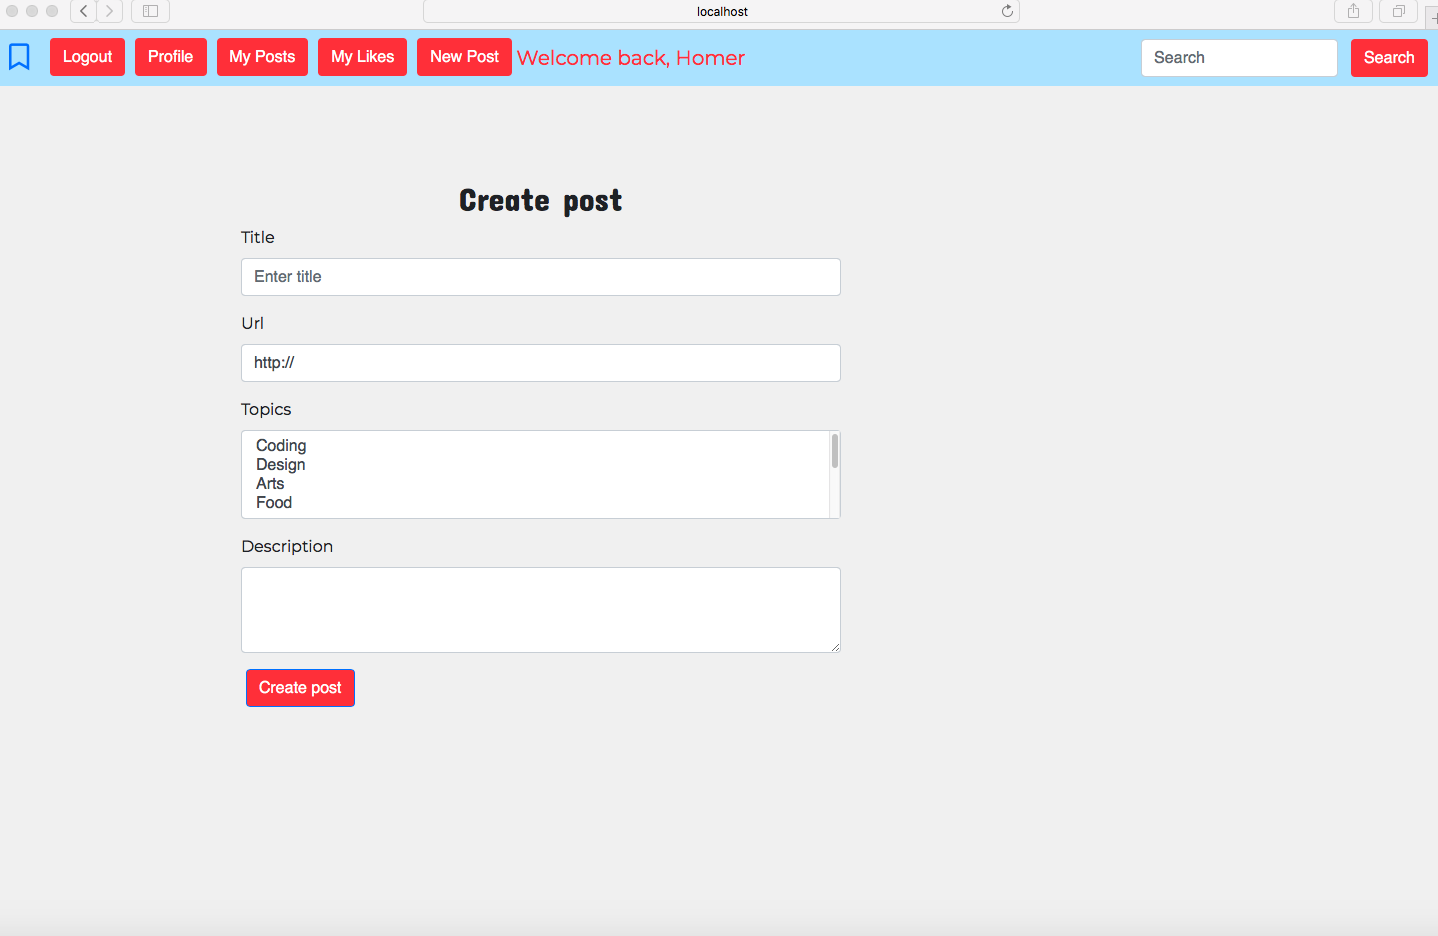 localhost
Logout Profile My Posts My Likes New Post Welcome back, Homer Search Search
Create post
Title
Enter title
Url
http://
Topics
Coding
Design
Arts
Food
Description
Create post